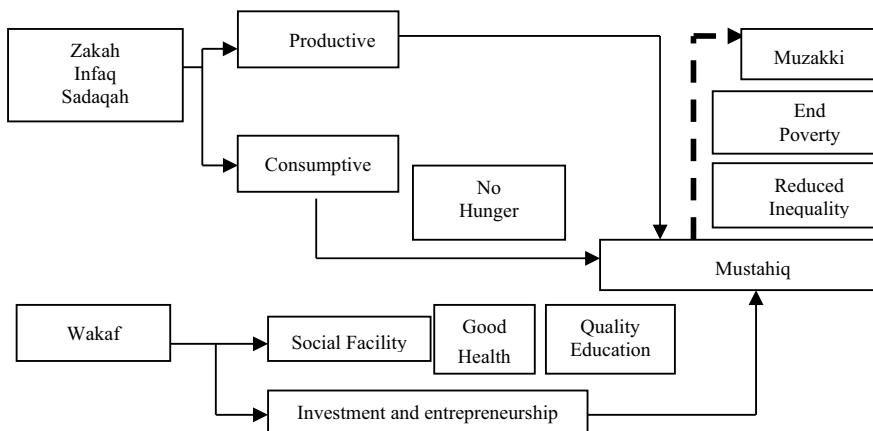 Zakah
Infaq
Sadaqah
Productive
Muzakki
End
Poverty
Consumptive
No
Hunger
Reduced
Inequality
Mustahiq
Wakaf
Social Facility
Good
Health
Quality
Education
Investment and entrepreneurship